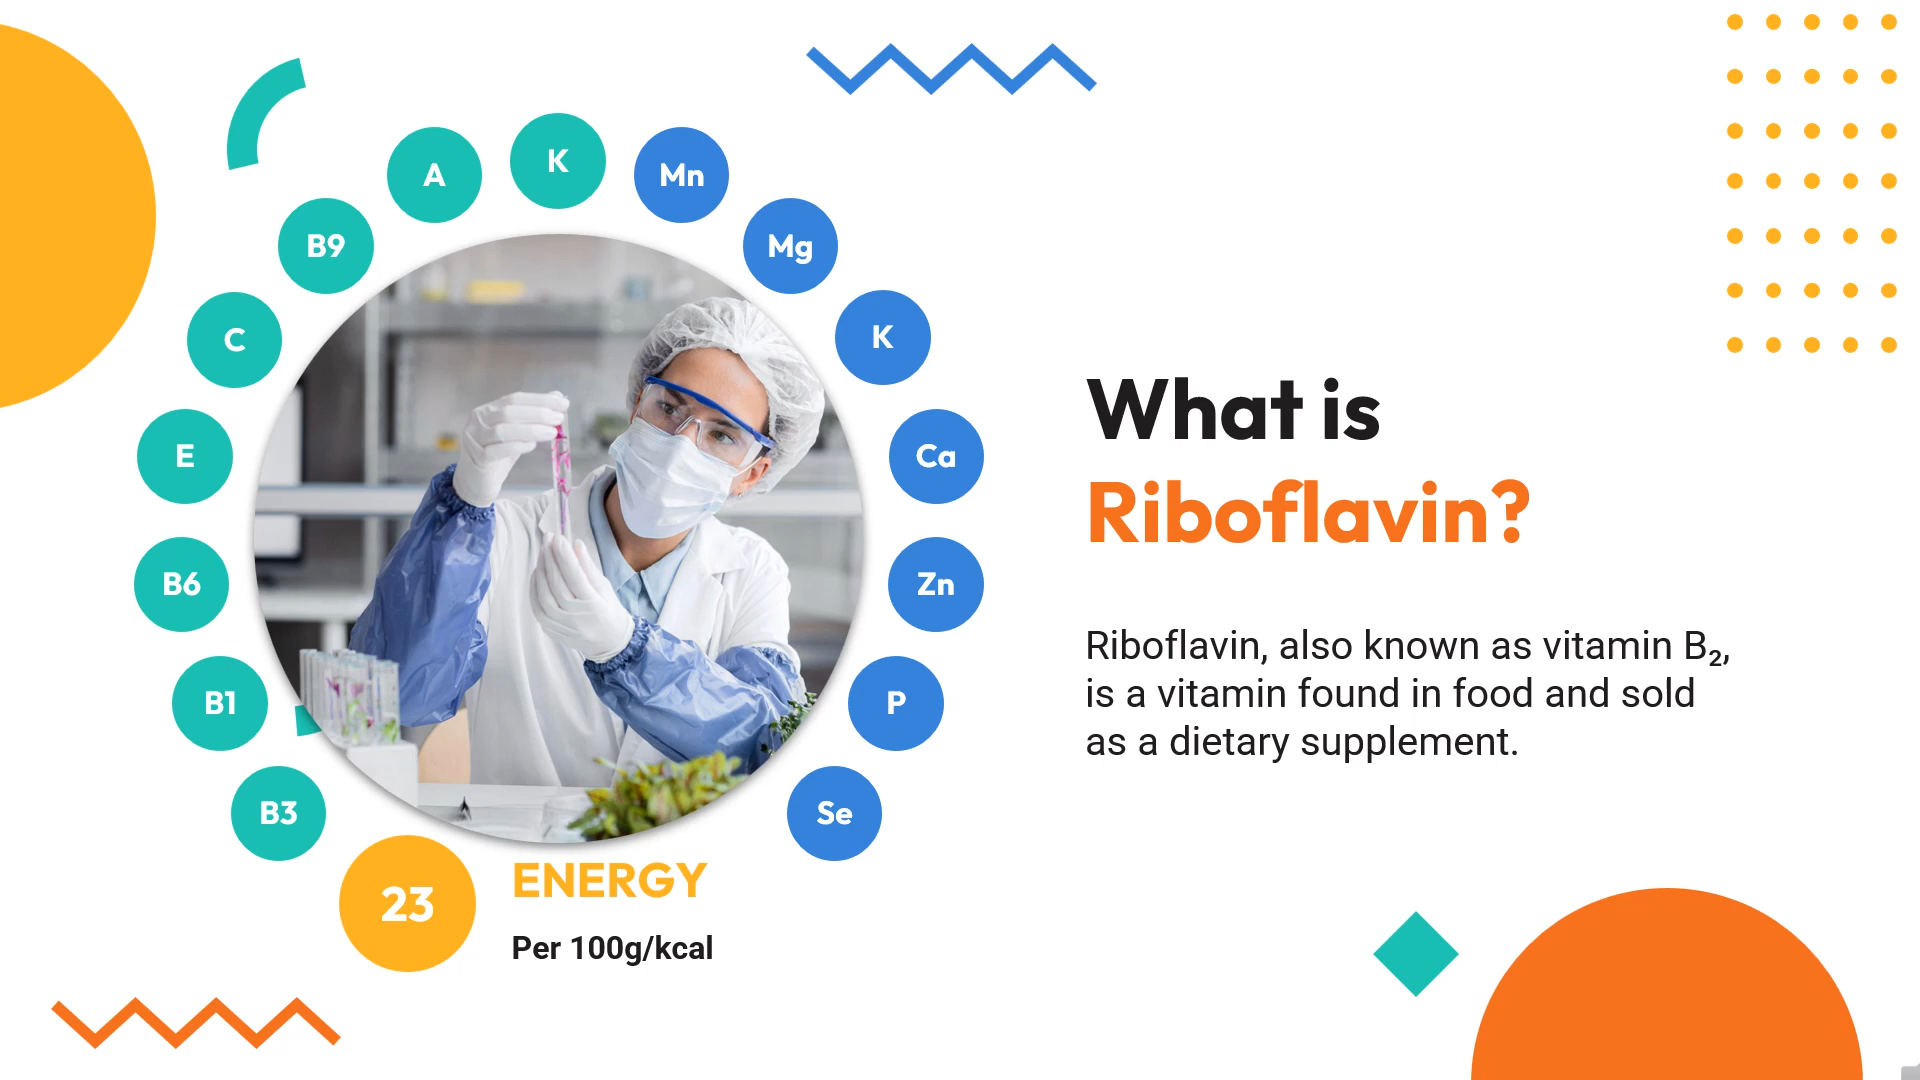 K
A
Mn
B9
Mg
C
K
E
Ca
B6
Zn
B1
P
B3
Se
23
ENERGY
Per 100g/kcal
What is
Riboflavin?
Riboflavin, also known as vitamin B₂,
is a vitamin found in food and sold
as a dietary supplement.